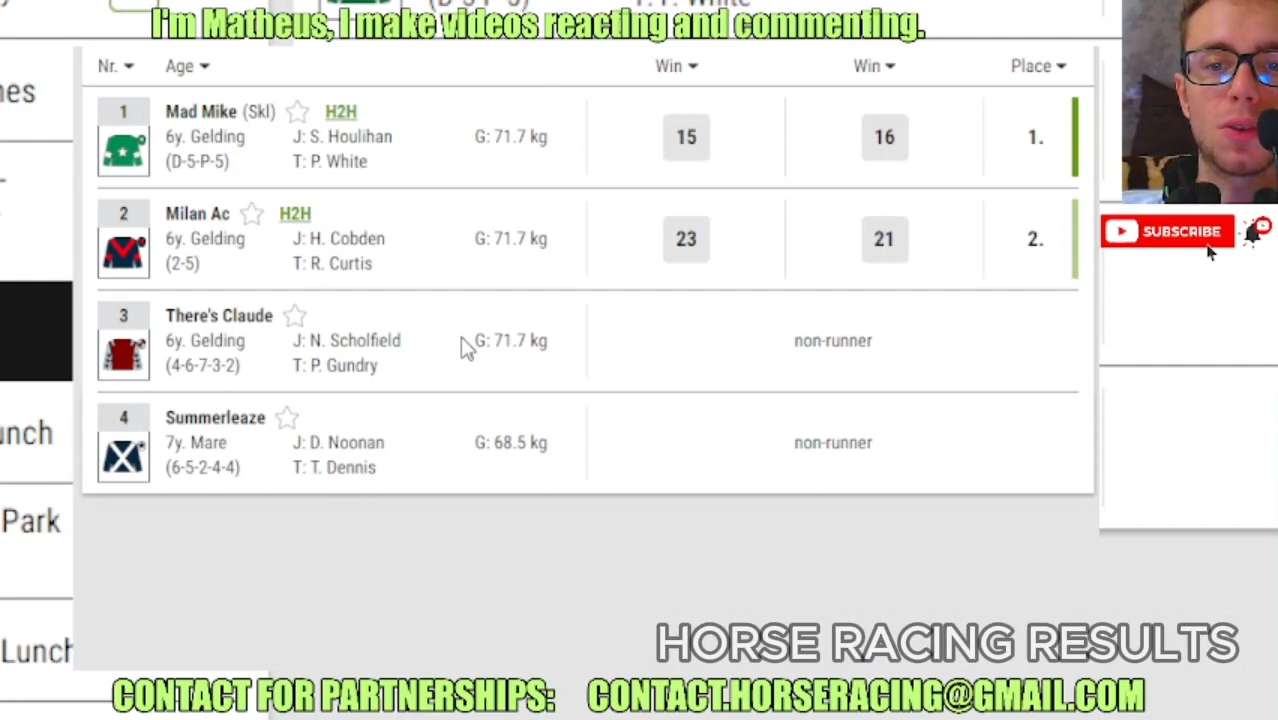 (D-5-P-5) T: P. White
I'm Matheus, I make videos reacting and commenting.
Nr. Age Win Win Place
1 Mad Mike (Skl) H2H
6y. Gelding J: S. Houlihan G: 71.7 kg 15 16 1.
(D-5-P-5) T: P. White
2 Milan Ac H2H
6y. Gelding J: H. Cobden G: 71.7 kg 23 21 2.
(2-5) T: R. Curtis
SUBSCRIBE
3 There's Claude
6y. Gelding J: N. Scholfield G: 71.7 kg non-runner
(4-6-7-3-2) T: P. Gundry
4 Summerleaze
7y. Mare J: D. Noonan G: 68.5 kg non-runner
(6-5-2-4-4) T: T. Dennis
Park
Lunch
HORSE RACING RESULTS
CONTACT FOR PARTNERSHIPS: CONTACT.HORSERACING@GMAIL.COM